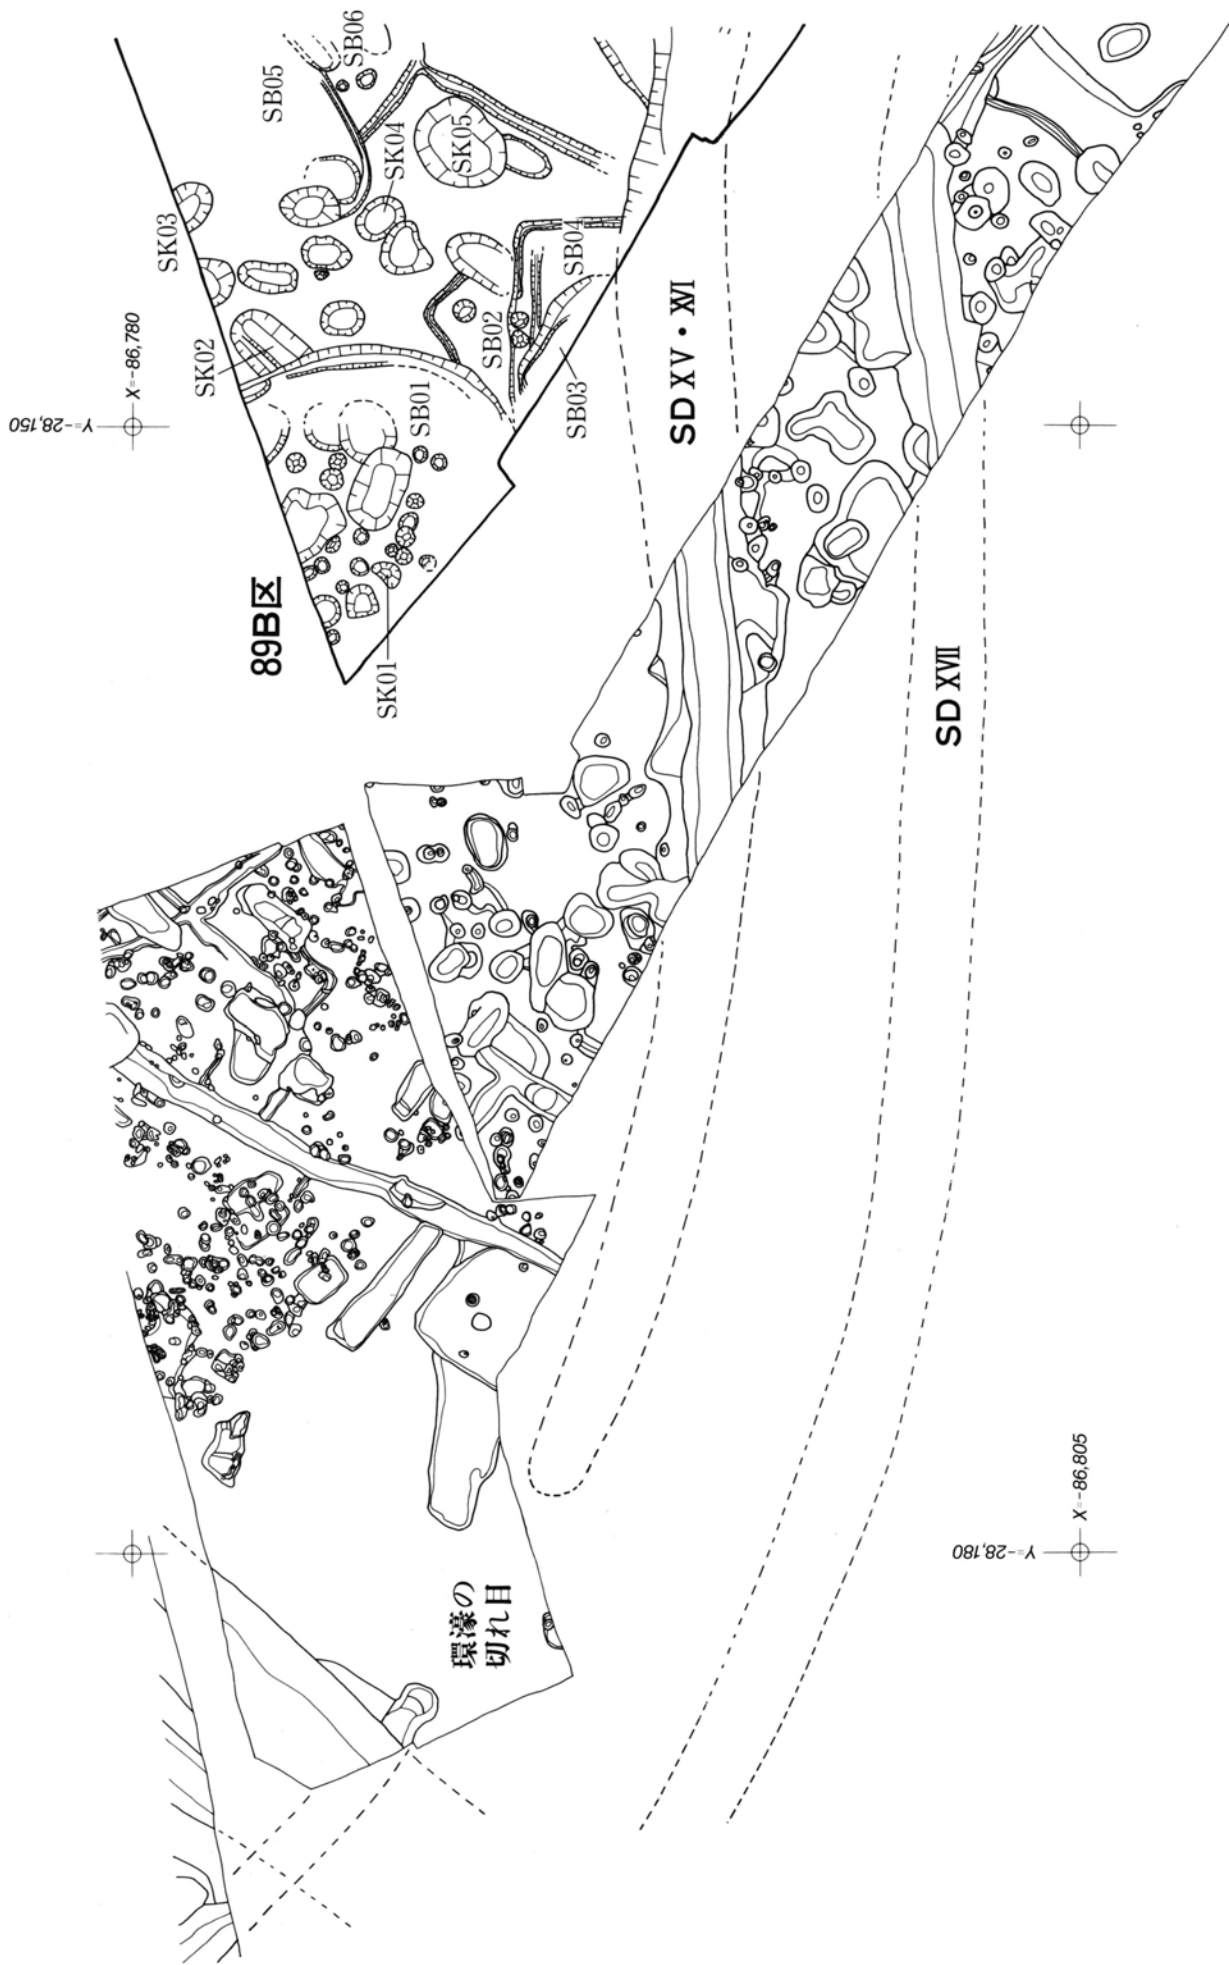 SB06
SB05
SK04
SK05
SK03
SB04
SB02
SK02
SB03
SB01
X=-86,780
Y=-28,150
SD XV・XVI
89B区
SK01
SD XVII
環濠の
切れ目
X=-86,805
Y=-28,180